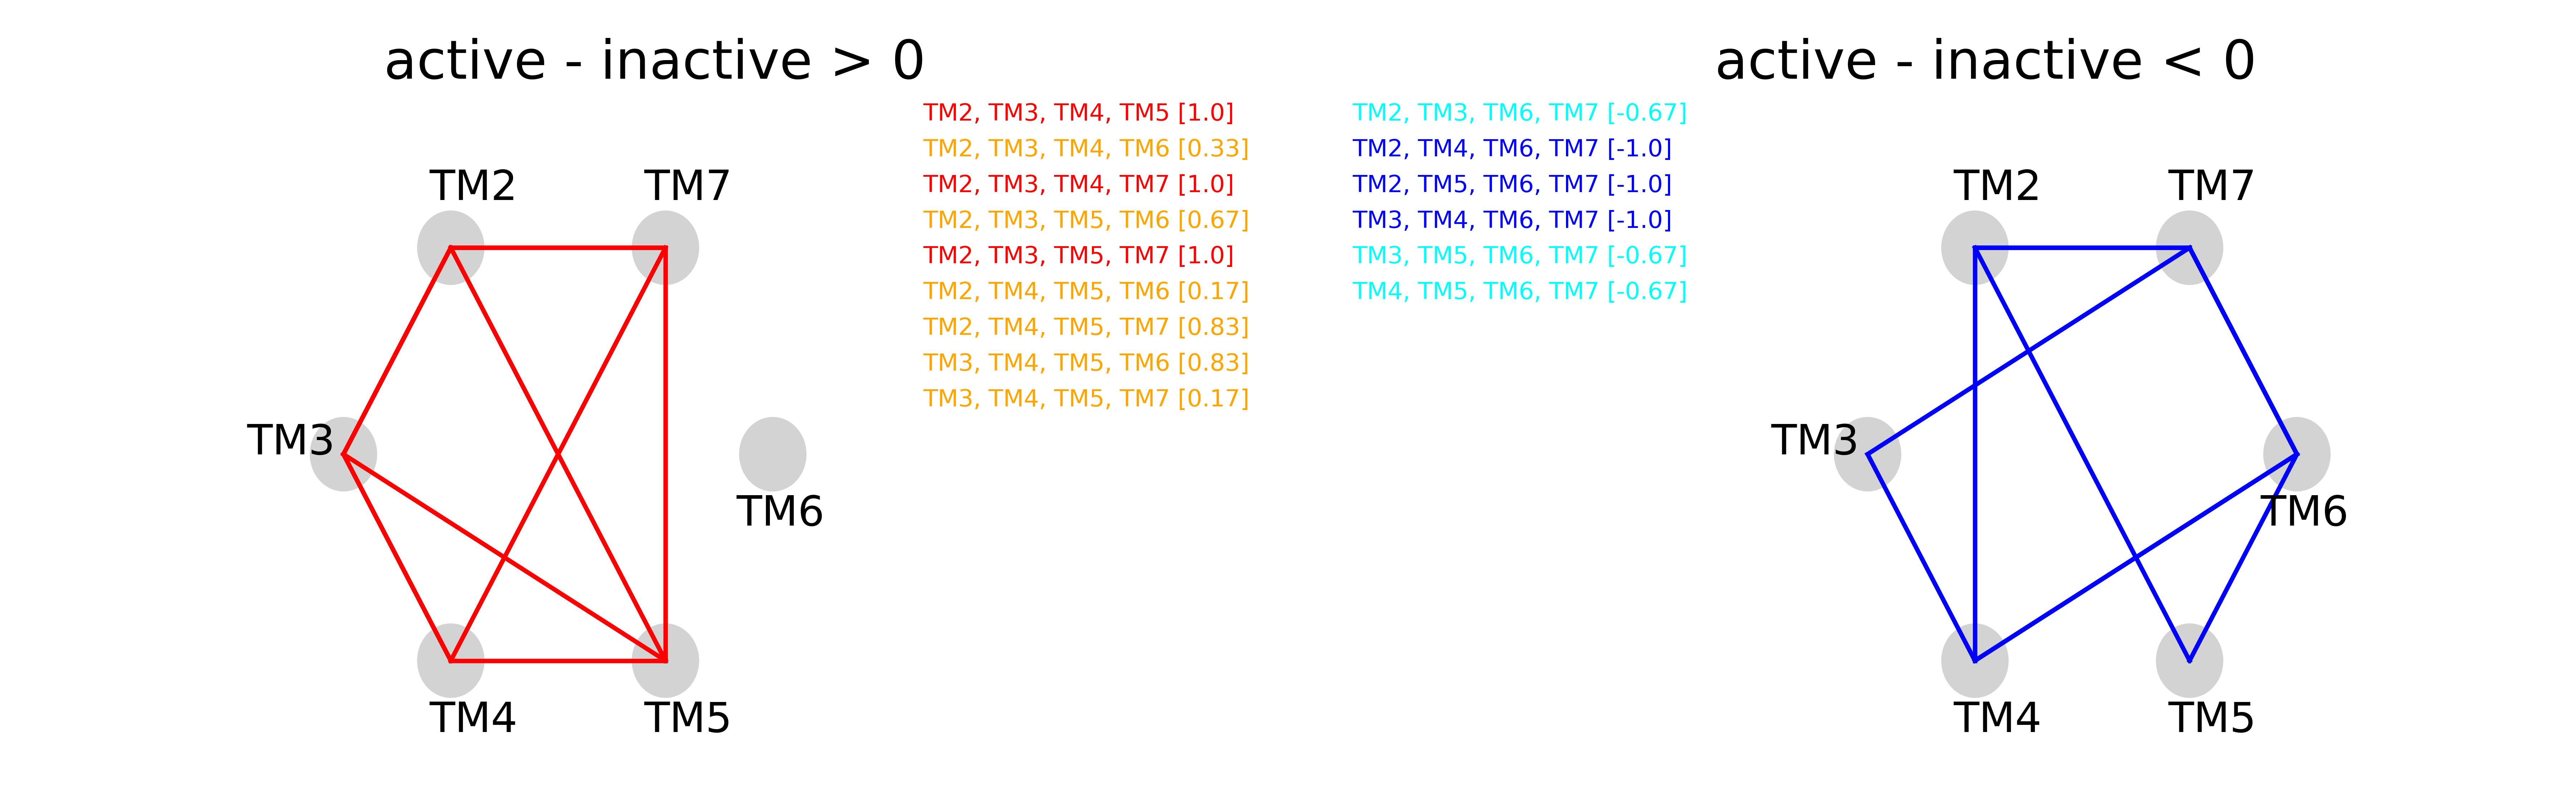 active - inactive > 0
TM2
TM7
TM3
TM6
TM4
TM5
TM2, TM3, TM4, TM5 [1.0]
TM2, TM3, TM4, TM6 [0.33]
TM2, TM3, TM4, TM7 [1.0]
TM2, TM3, TM5, TM6 [0.67]
TM2, TM3, TM5, TM7 [1.0]
TM2, TM4, TM5, TM6 [0.17]
TM2, TM4, TM5, TM7 [0.83]
TM3, TM4, TM5, TM6 [0.83]
TM3, TM4, TM5, TM7 [0.17]
TM2, TM3, TM6, TM7 [-0.67]
TM2, TM4, TM6, TM7 [-1.0]
TM2, TM5, TM6, TM7 [-1.0]
TM3, TM4, TM6, TM7 [-1.0]
TM3, TM5, TM6, TM7 [-0.67]
TM4, TM5, TM6, TM7 [-0.67]
active - inactive < 0
TM2
TM7
TM3
TM6
TM4
TM5